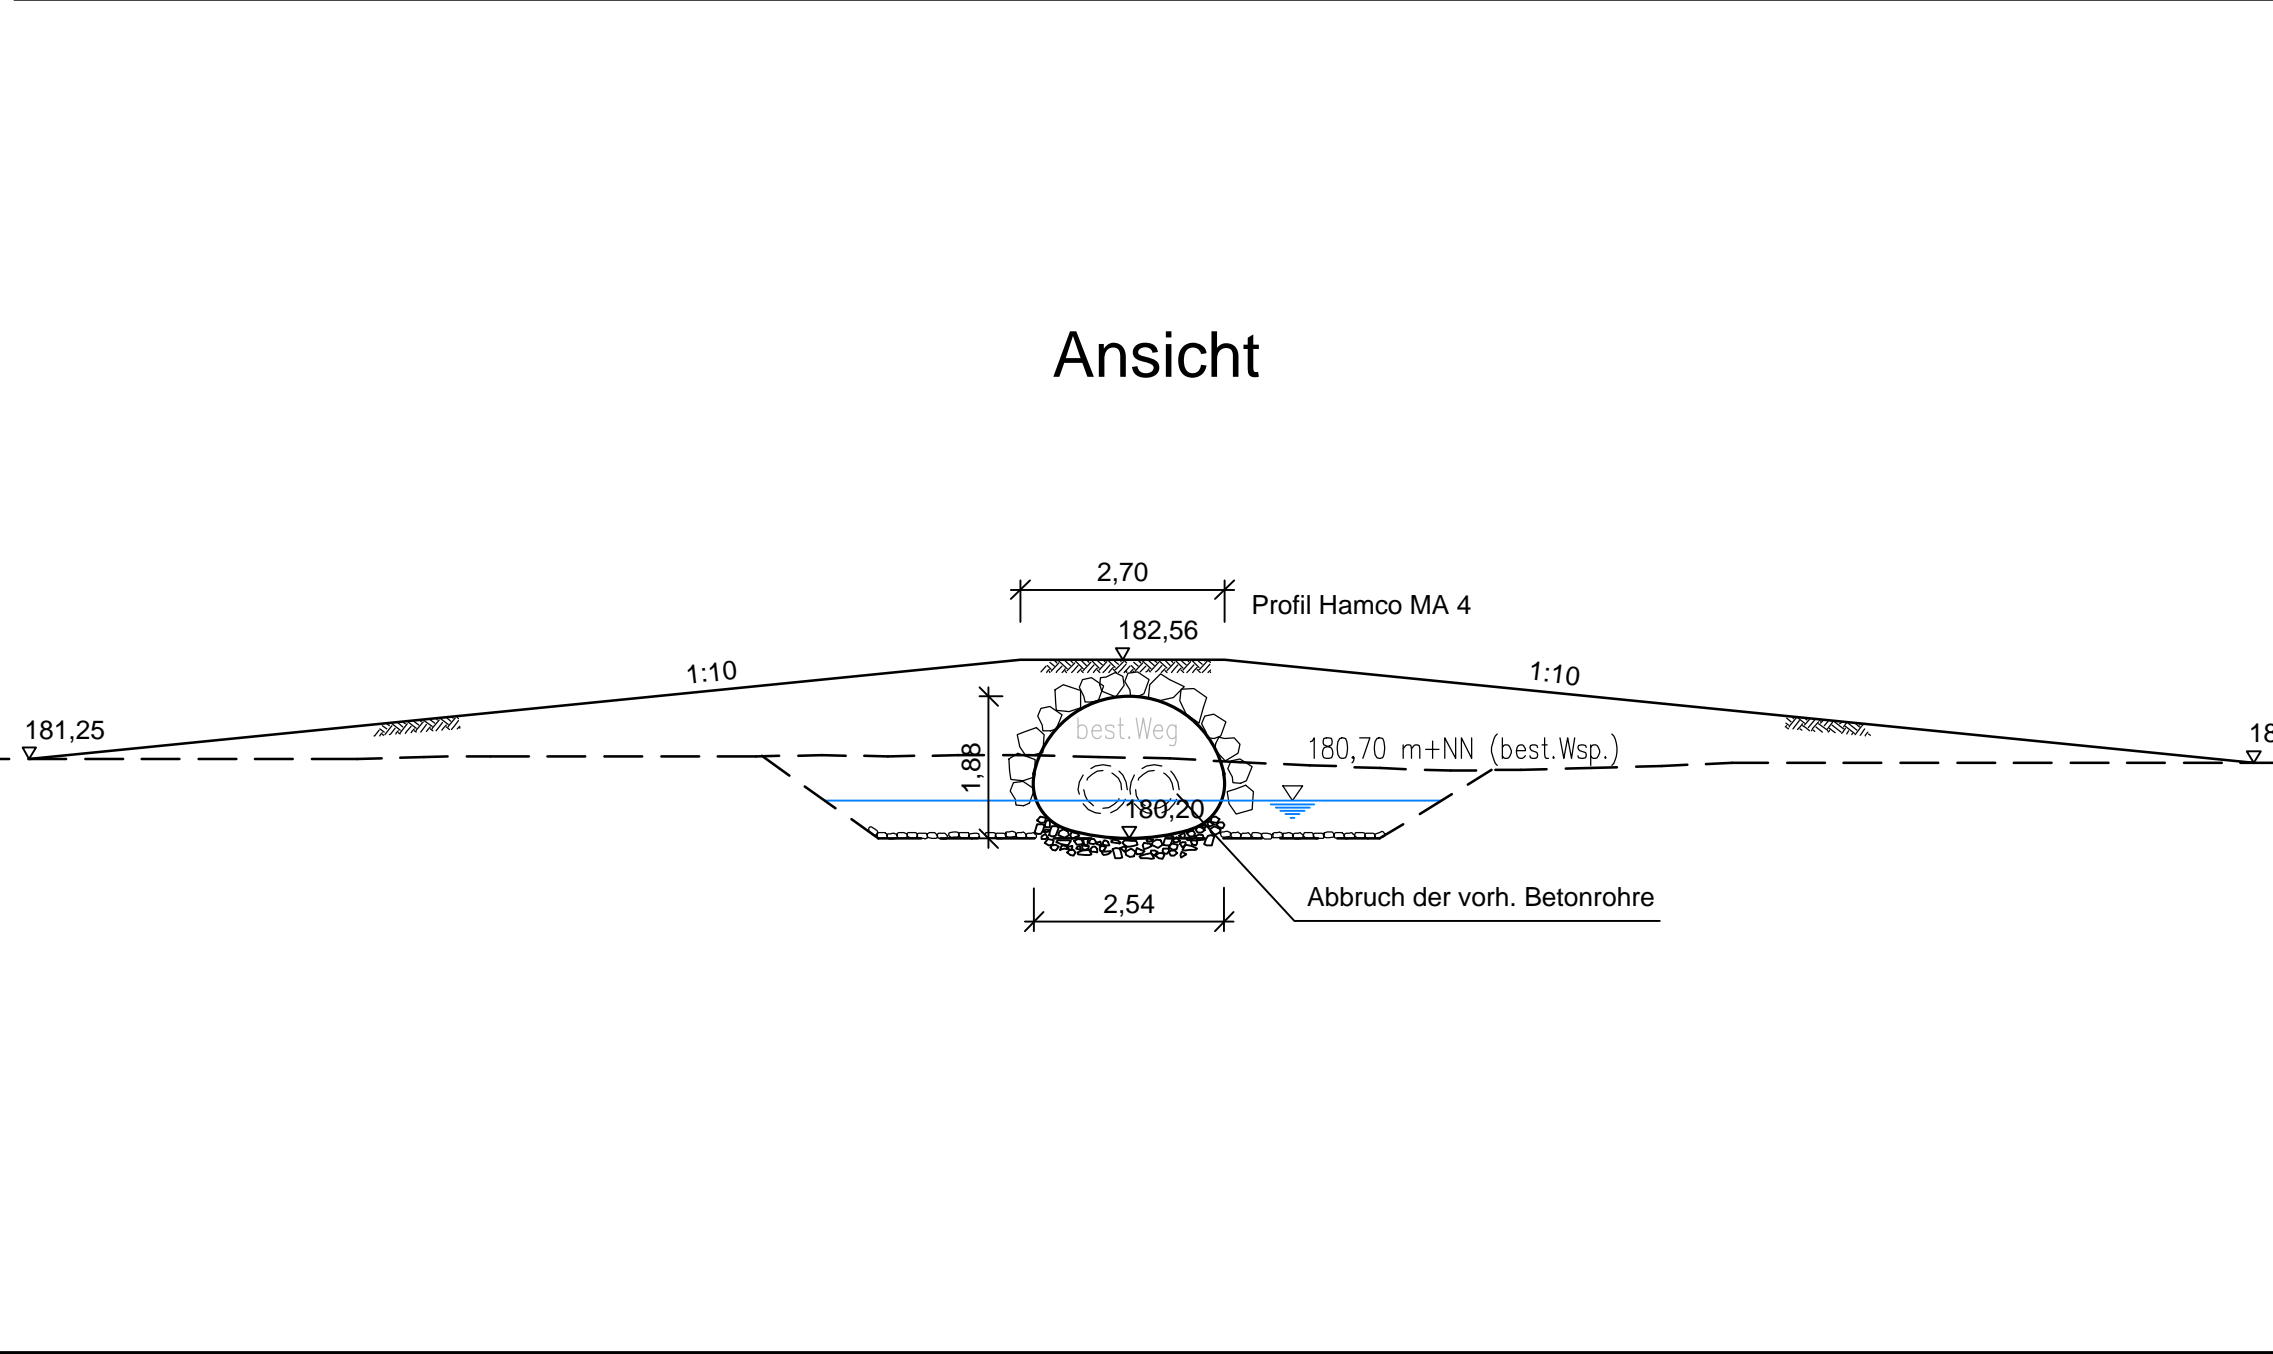 Ansicht
2,70
Profil Hamco MA 4
182,56
1:10
1:10
181,25
18
best.Weg
180,70 m+NN (best.Wsp.)
1,88
180,20
Abbruch der vorh. Betonrohre
2,54